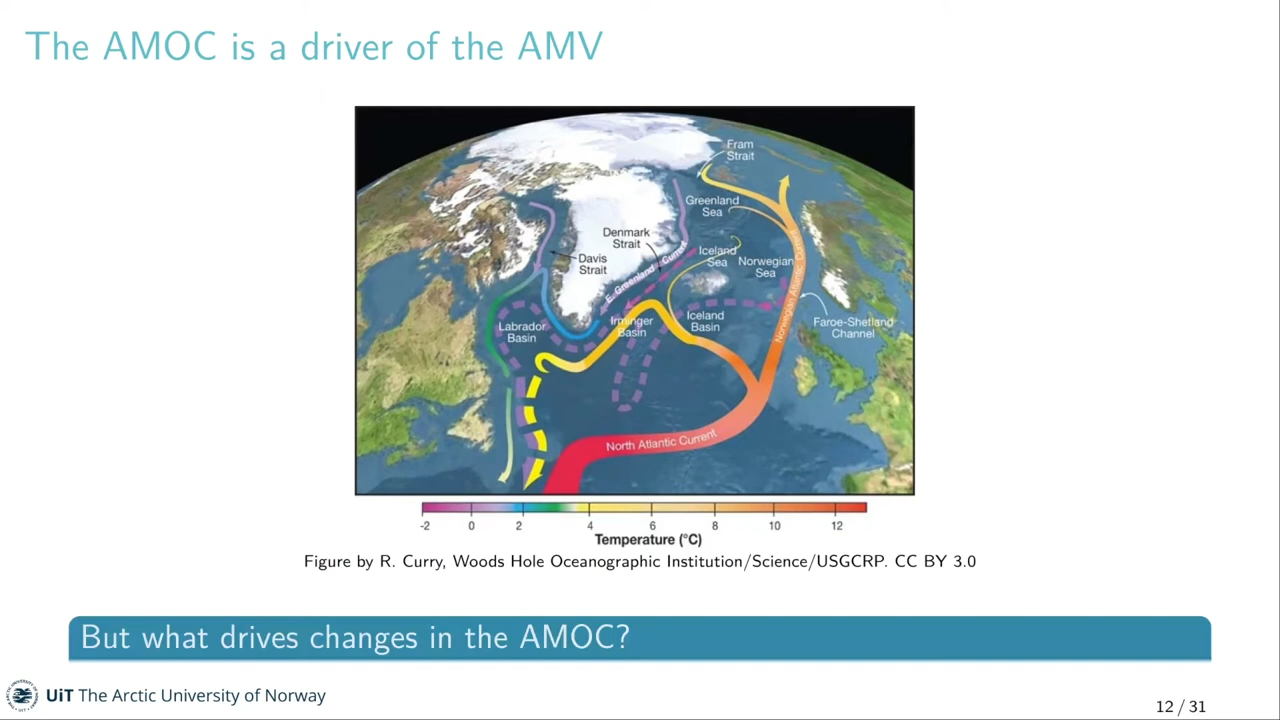 The AMOC is a driver of the AMV
Fram
Strait
Greenland
Sea
Denmark
Strait
Davis
Strait
E. Greenland Current
Iceland
Sea
Norwegian
Sea
Norwegian Atlantic Current
Labrador
Basin
Irminger
Basin
Iceland
Basin
Faroe-Shetland
Channel
North Atlantic Current
-2 0 2 4 6 8 10 12
Temperature (°C)
Figure by R. Curry, Woods Hole Oceanographic Institution/Science/USGCRP. CC BY 3.0
But what drives changes in the AMOC?
UiT The Arctic University of Norway
12 / 31